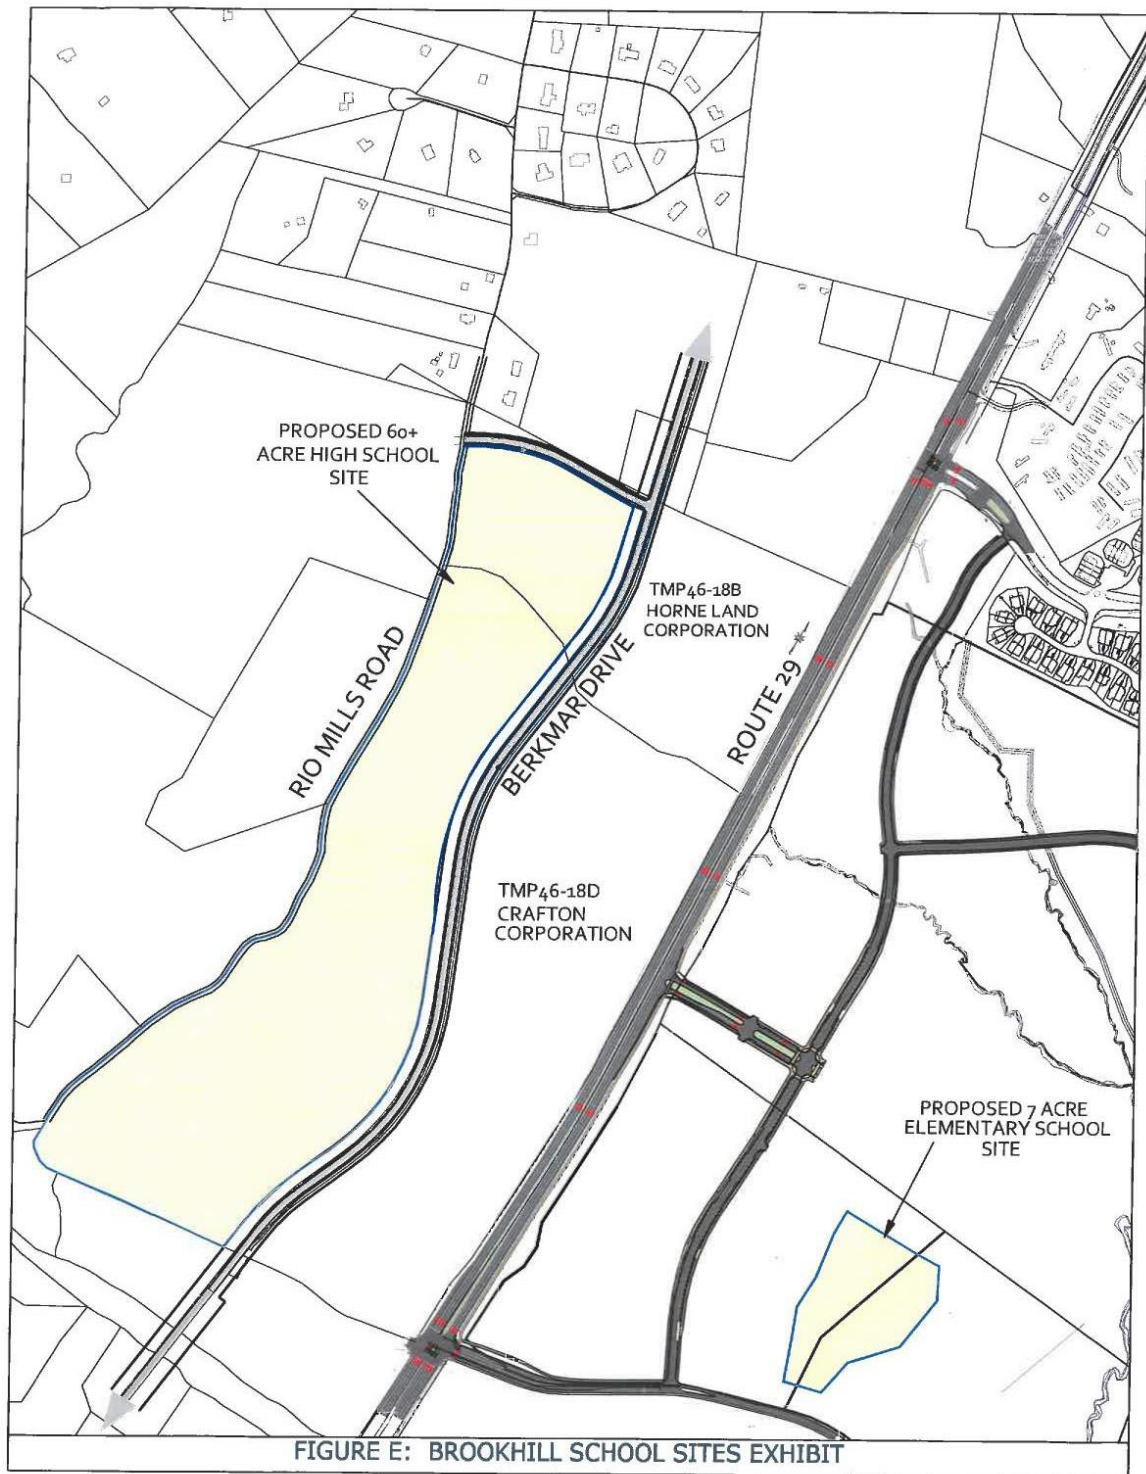 PROPOSED 60+
ACRE HIGH SCHOOL
SITE
TMP46-18B
HORNE LAND
CORPORATION
RIO MILLS ROAD
BERKMAR DRIVE
ROUTE 29
TMP46-18D
CRAFTON
CORPORATION
PROPOSED 7 ACRE
ELEMENTARY SCHOOL
SITE
FIGURE E: BROOKHILL SCHOOL SITES EXHIBIT